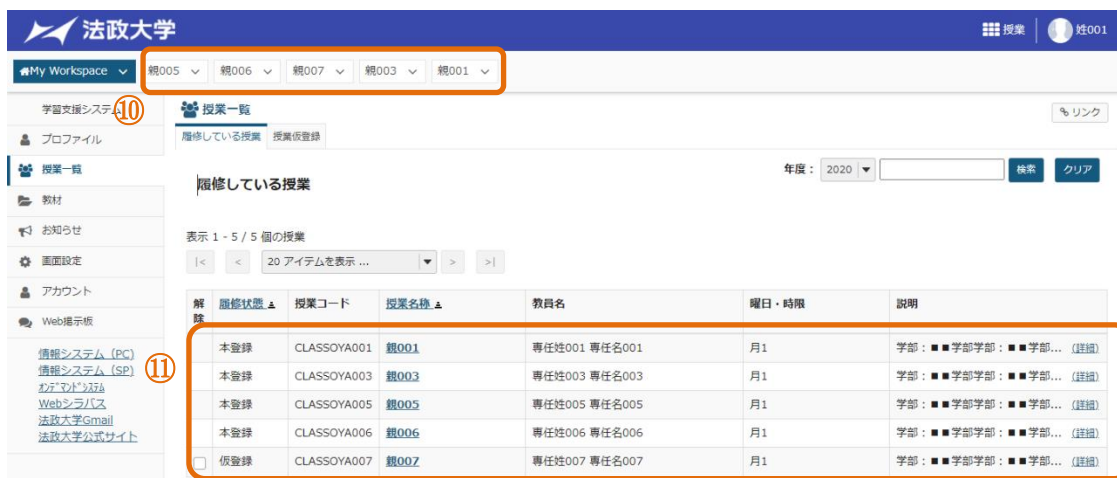 法政大学
授業 姓001
My Workspace 親005 親006 親007 親003 親001
⑩
学習支援システム
プロファイル
授業一覧
教材
お知らせ
画面設定
アカウント
Web掲示板
情報システム（PC）
情報システム（SP）
オンデマンドシステム
Webシラバス
法政大学Gmail
法政大学公式サイト
授業一覧
リンク
履修している授業 授業仮登録
年度： 2020 検索 クリア
履修している授業
表示 1 - 5 / 5 個の授業
|< < 20 アイテムを表示 ... > >|
解除 履修状態 授業コード 授業名称 教員名 曜日・時限 説明
⑪
本登録 CLASSOYA001 親001 専任姓001 専任名001 月1 学部：■■学部学部：■■学部... (詳細)
本登録 CLASSOYA003 親003 専任姓003 専任名003 月1 学部：■■学部学部：■■学部... (詳細)
本登録 CLASSOYA005 親005 専任姓005 専任名005 月1 学部：■■学部学部：■■学部... (詳細)
本登録 CLASSOYA006 親006 専任姓006 専任名006 月1 学部：■■学部学部：■■学部... (詳細)
仮登録 CLASSOYA007 親007 専任姓007 専任名007 月1 学部：■■学部学部：■■学部... (詳細)